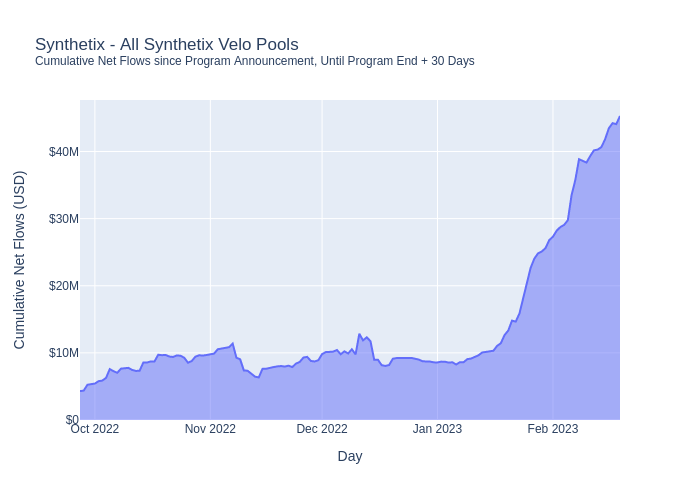 Synthetix - All Synthetix Velo Pools
Cumulative Net Flows since Program Announcement, Until Program End + 30 Days
Cumulative Net Flows (USD)
$40M
$30M
$20M
$10M
$0
Oct 2022
Nov 2022
Dec 2022
Jan 2023
Feb 2023
Day